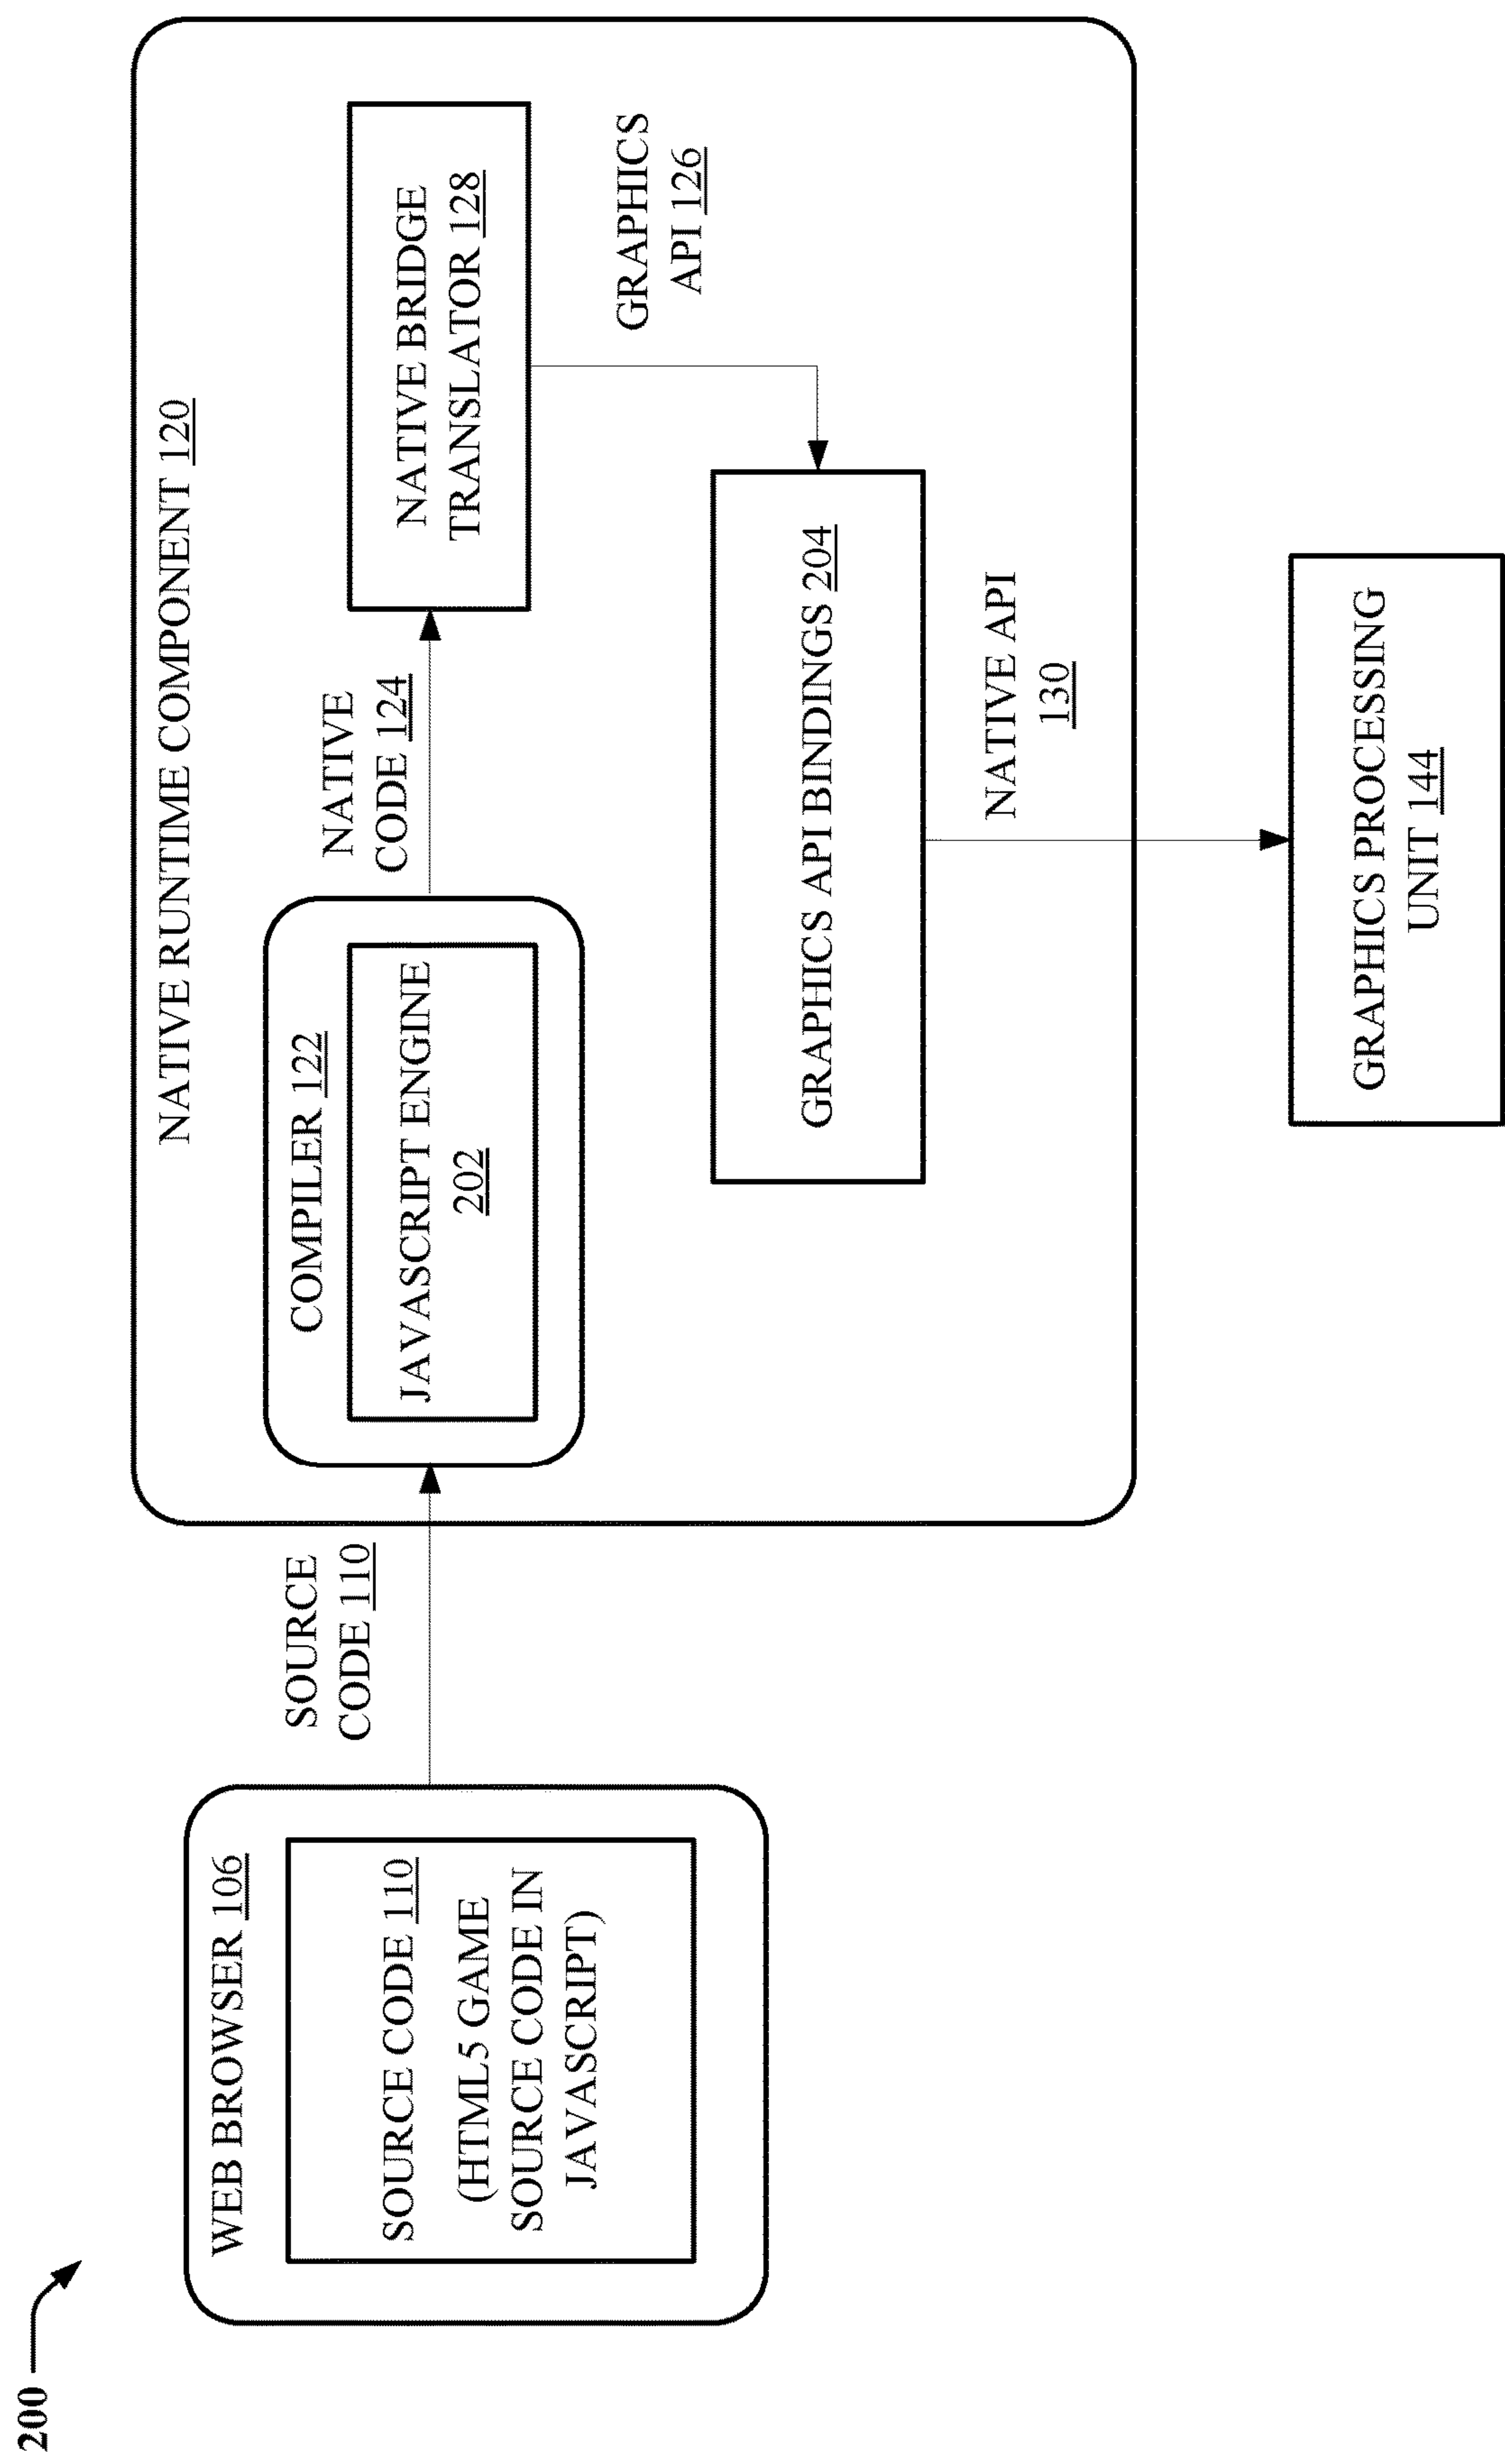 200
WEB BROWSER 106
SOURCE CODE 110
(HTML5 GAME
SOURCE CODE IN
JAVASCRIPT)
SOURCE
CODE 110
NATIVE RUNTIME COMPONENT 120
COMPILER 122
JAVASCRIPT ENGINE
202
NATIVE
CODE 124
NATIVE BRIDGE
TRANSLATOR 128
GRAPHICS
API 126
GRAPHICS API BINDINGS 204
NATIVE API
130
GRAPHICS PROCESSING
UNIT 144